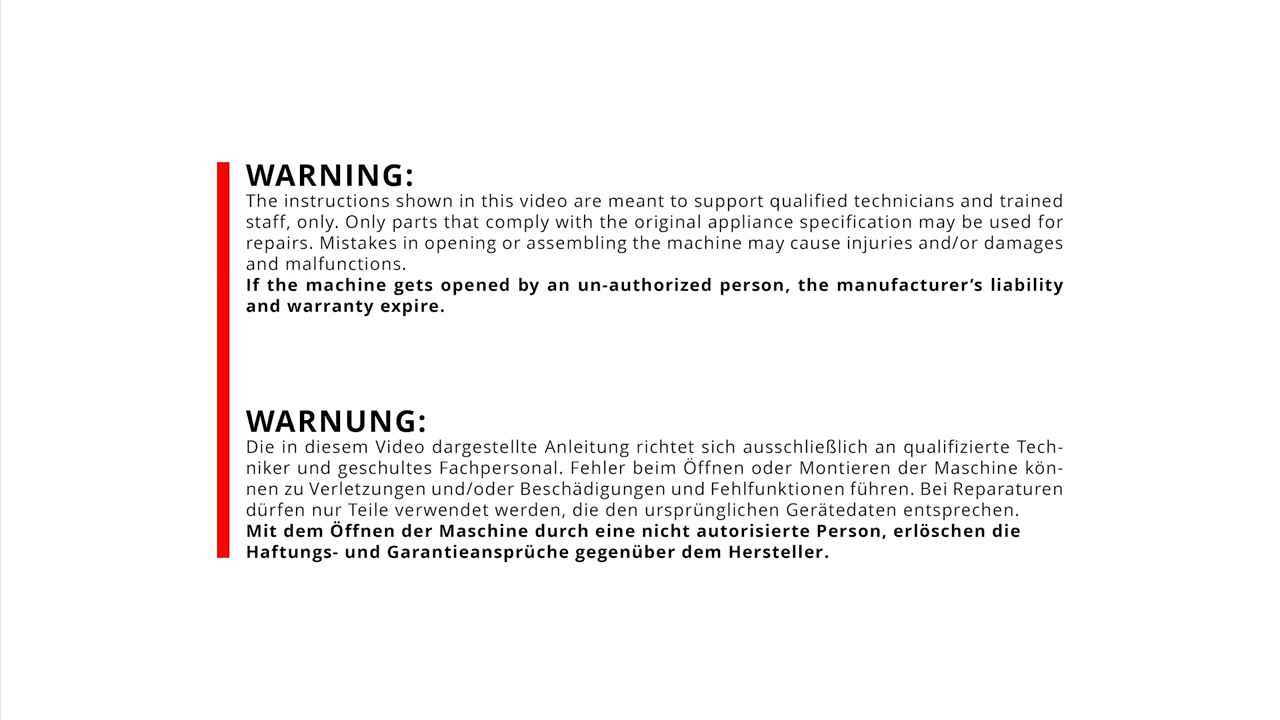 WARNING:
The instructions shown in this video are meant to support qualified technicians and trained
staff, only. Only parts that comply with the original appliance specification may be used for
repairs. Mistakes in opening or assembling the machine may cause injuries and/or damages
and malfunctions.
If the machine gets opened by an un-authorized person, the manufacturer’s liability
and warranty expire.
WARNUNG:
Die in diesem Video dargestellte Anleitung richtet sich ausschließlich an qualifizierte Tech-
niker und geschultes Fachpersonal. Fehler beim Öffnen oder Montieren der Maschine kön-
nen zu Verletzungen und/oder Beschädigungen und Fehlfunktionen führen. Bei Reparaturen
dürfen nur Teile verwendet werden, die den ursprünglichen Gerätedaten entsprechen.
Mit dem Öffnen der Maschine durch eine nicht autorisierte Person, erlöschen die
Haftungs- und Garantieansprüche gegenüber dem Hersteller.